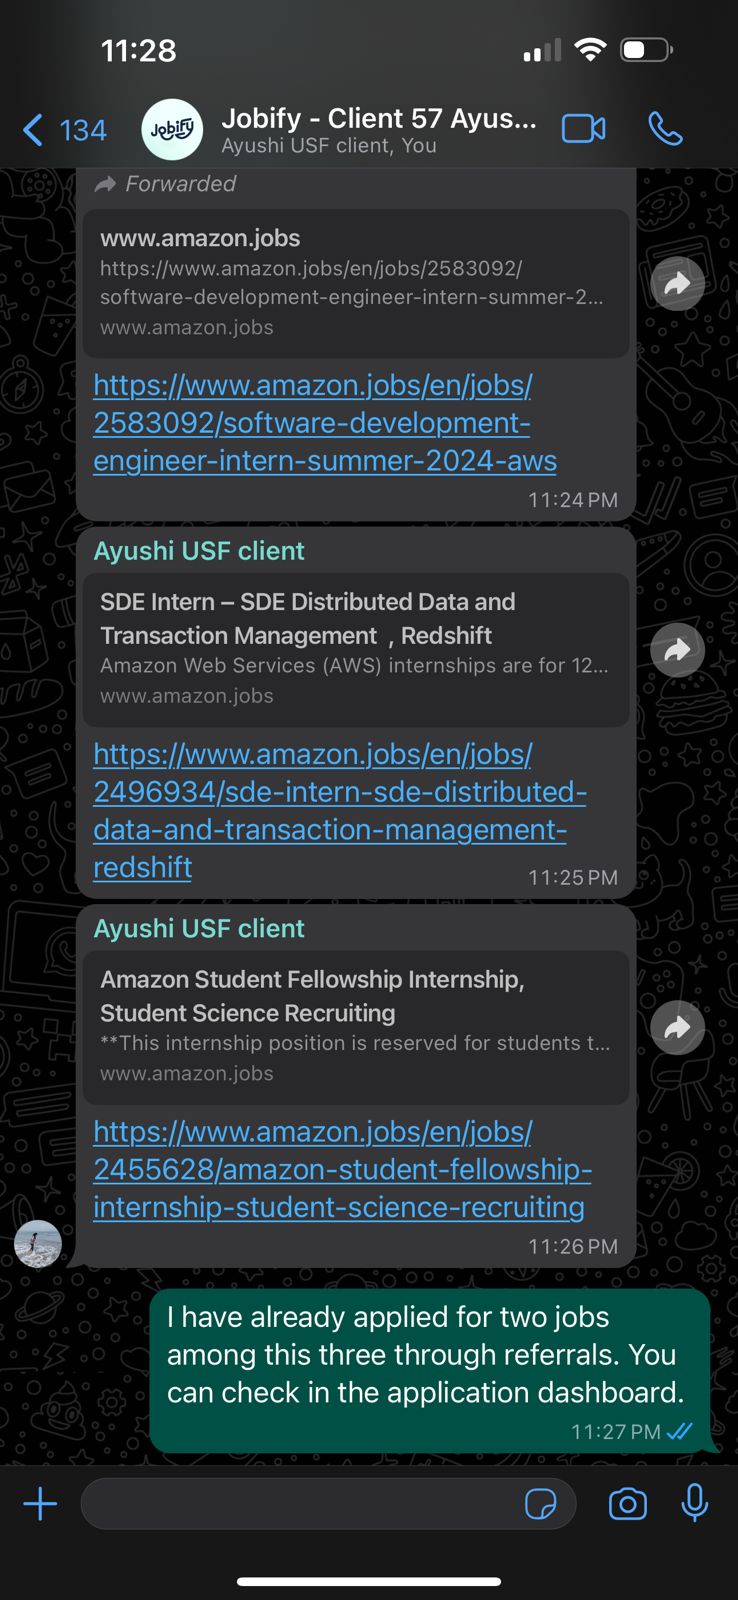 11:28
134
Jobify
Jobify - Client 57 Ayus...
Ayushi USF client, You
Forwarded
www.amazon.jobs
https://www.amazon.jobs/en/jobs/2583092/
software-development-engineer-intern-summer-2...
www.amazon.jobs
https://www.amazon.jobs/en/jobs/
2583092/software-development-
engineer-intern-summer-2024-aws
11:24 PM
Ayushi USF client
SDE Intern – SDE Distributed Data and
Transaction Management , Redshift
Amazon Web Services (AWS) internships are for 12...
www.amazon.jobs
https://www.amazon.jobs/en/jobs/
2496934/sde-intern-sde-distributed-
data-and-transaction-management-
redshift
11:25 PM
Ayushi USF client
Amazon Student Fellowship Internship,
Student Science Recruiting
**This internship position is reserved for students t...
www.amazon.jobs
https://www.amazon.jobs/en/jobs/
2455628/amazon-student-fellowship-
internship-student-science-recruiting
11:26 PM
I have already applied for two jobs
among this three through referrals. You
can check in the application dashboard.
11:27 PM